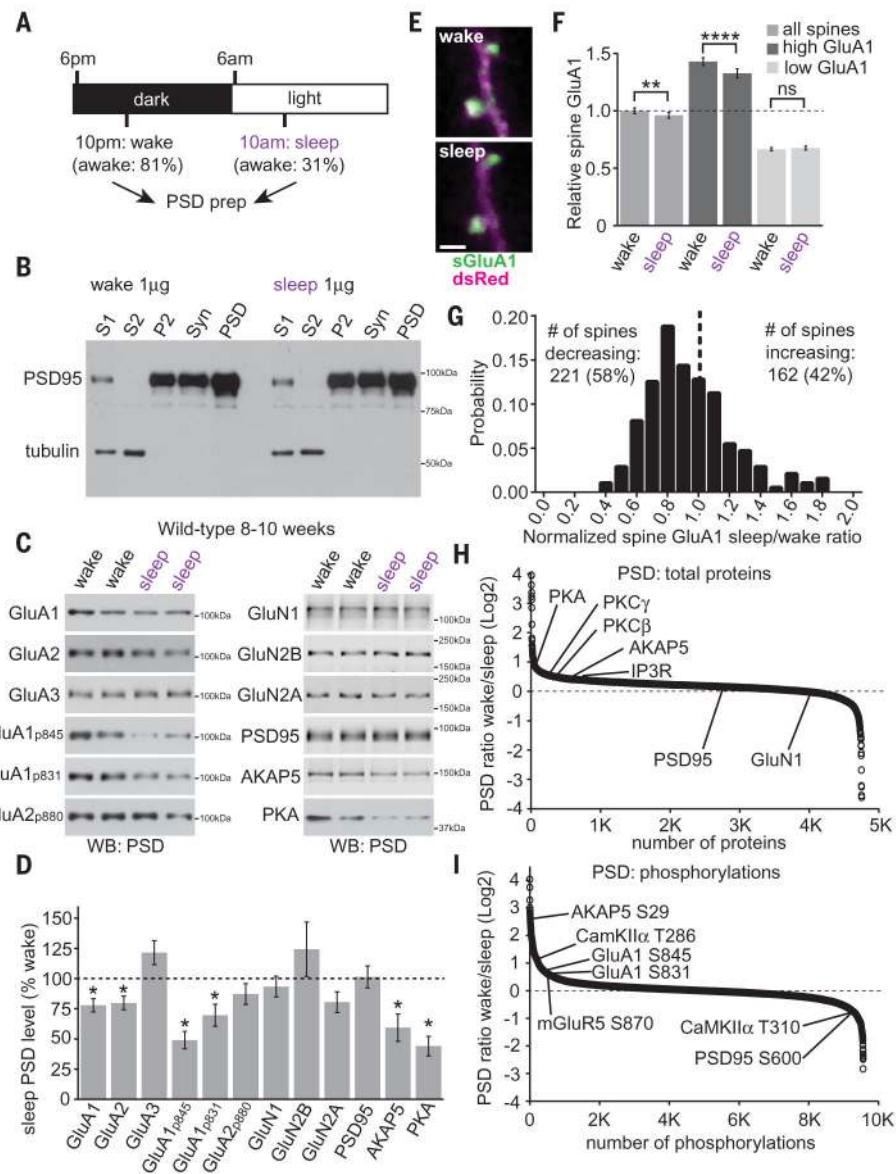 A
6pm
6am
dark
light
10pm: wake
(awake: 81%)
10am: sleep
(awake: 31%)
PSD prep
B
wake 1μg
sleep 1μg
S1 S2 P2 Syn PSD
S1 S2 P2 Syn PSD
PSD95
tubulin
100kDa
75kDa
50kDa
Wild-type 8-10 weeks
C
wake wake sleep sleep
GluA1
100kDa
GluA2
100kDa
GluA3
100kDa
GluA1p845
100kDa
GluA1p831
100kDa
GluA2p880
100kDa
WB: PSD
wake wake sleep sleep
GluN1
100kDa
GluN2B
250kDa
150kDa
GluN2A
250kDa
150kDa
PSD95
100kDa
AKAP5
150kDa
PKA
37kDa
WB: PSD
D
sleep PSD level (% wake)
150
125
100
75
50
25
0
* * * * * *
GluA1 GluA2 GluA3 GluA1p845 GluA1p831 GluA2p880 GluN1 GluN2B GluN2A PSD95 AKAP5 PKA
E
wake
sleep
sGluA1
dsRed
F
Relative spine GluA1
1.5
1.0
0.5
0
all spines
high GluA1
low GluA1
**
****
ns
wake sleep wake sleep wake sleep
G
Probability
0.20
0.15
0.10
0.05
0.00
# of spines
decreasing:
221 (58%)
# of spines
increasing:
162 (42%)
0.0 0.2 0.4 0.6 0.8 1.0 1.2 1.4 1.6 1.8 2.0
Normalized spine GluA1 sleep/wake ratio
H
PSD: total proteins
PSD ratio wake/sleep (Log2)
4
3
2
1
0
-1
-2
-3
-4
PKA
PKCγ
PKCβ
AKAP5
IP3R
PSD95
GluN1
0 1K 2K 3K 4K 5K
number of proteins
I
PSD: phosphorylations
PSD ratio wake/sleep (Log2)
4
3
2
1
0
-1
-2
-3
-4
AKAP5 S29
CamKIIα T286
GluA1 S845
GluA1 S831
mGluR5 S870
CaMKIIα T310
PSD95 S600
0 2K 4K 6K 8K 10K
number of phosphorylations